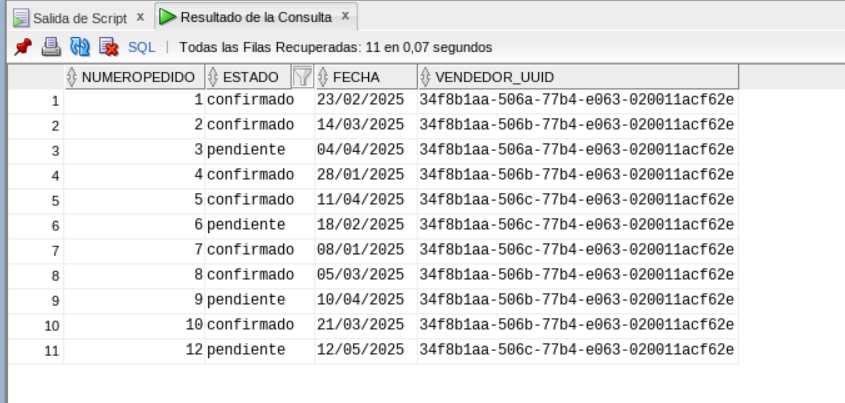 Salida de Script x Resultado de la Consulta x
SQL | Todas las Filas Recuperadas: 11 en 0,07 segundos
NUMEROPEDIDO ESTADO FECHA VENDEDOR_UUID
1 1 confirmado 23/02/2025 34f8b1aa-506a-77b4-e063-020011acf62e
2 2 confirmado 14/03/2025 34f8b1aa-506b-77b4-e063-020011acf62e
3 3 pendiente 04/04/2025 34f8b1aa-506a-77b4-e063-020011acf62e
4 4 confirmado 28/01/2025 34f8b1aa-506b-77b4-e063-020011acf62e
5 5 confirmado 11/04/2025 34f8b1aa-506c-77b4-e063-020011acf62e
6 6 pendiente 18/02/2025 34f8b1aa-506c-77b4-e063-020011acf62e
7 7 confirmado 08/01/2025 34f8b1aa-506c-77b4-e063-020011acf62e
8 8 confirmado 05/03/2025 34f8b1aa-506b-77b4-e063-020011acf62e
9 9 pendiente 10/04/2025 34f8b1aa-506b-77b4-e063-020011acf62e
10 10 confirmado 21/03/2025 34f8b1aa-506b-77b4-e063-020011acf62e
11 12 pendiente 12/05/2025 34f8b1aa-506c-77b4-e063-020011acf62e